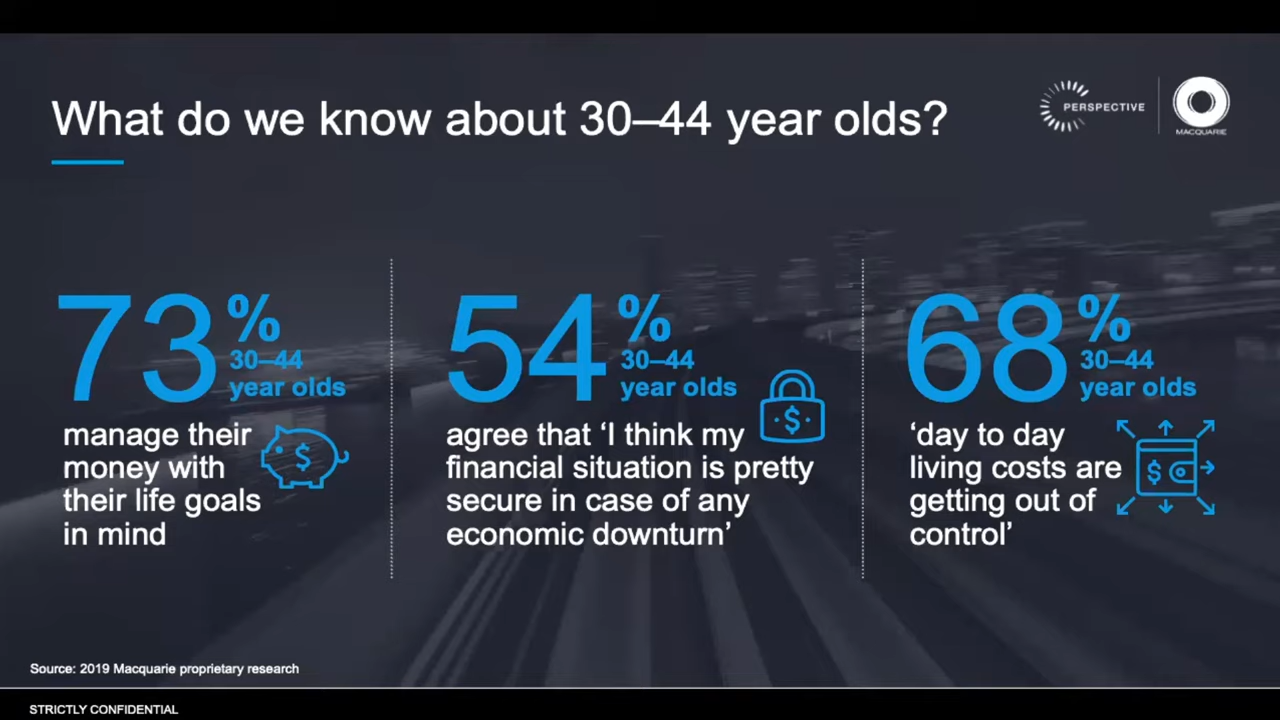 What do we know about 30–44 year olds?
PERSPECTIVE
MACQUARIE
73%
30–44
year olds
manage their
money with
their life goals
in mind
54%
30–44
year olds
agree that ‘I think my
financial situation is pretty
secure in case of any
economic downturn’
68%
30–44
year olds
‘day to day
living costs are
getting out of
control’
Source: 2019 Macquarie proprietary research
STRICTLY CONFIDENTIAL